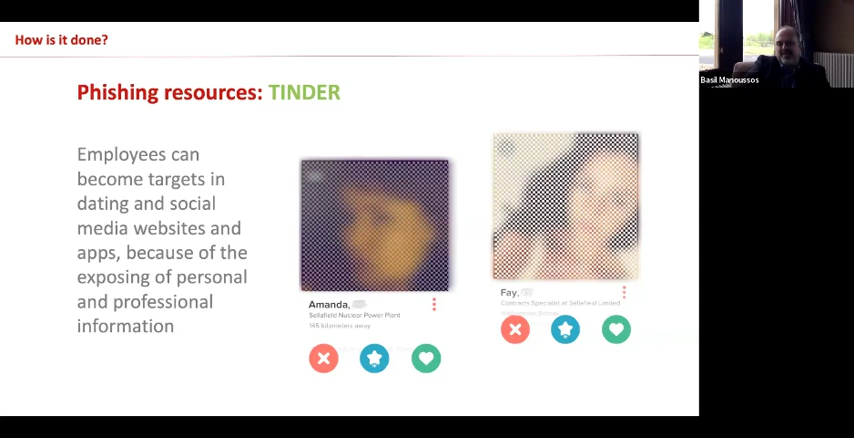 How is it done?
Phishing resources: TINDER
Employees can
become targets in
dating and social
media websites and
apps, because of the
exposing of personal
and professional
information
Amanda,
Sellafield Nuclear Power Plant
145 kilometers away
Fay,
Contracts Specialist at Sellafield Limited
Basil Manoussos